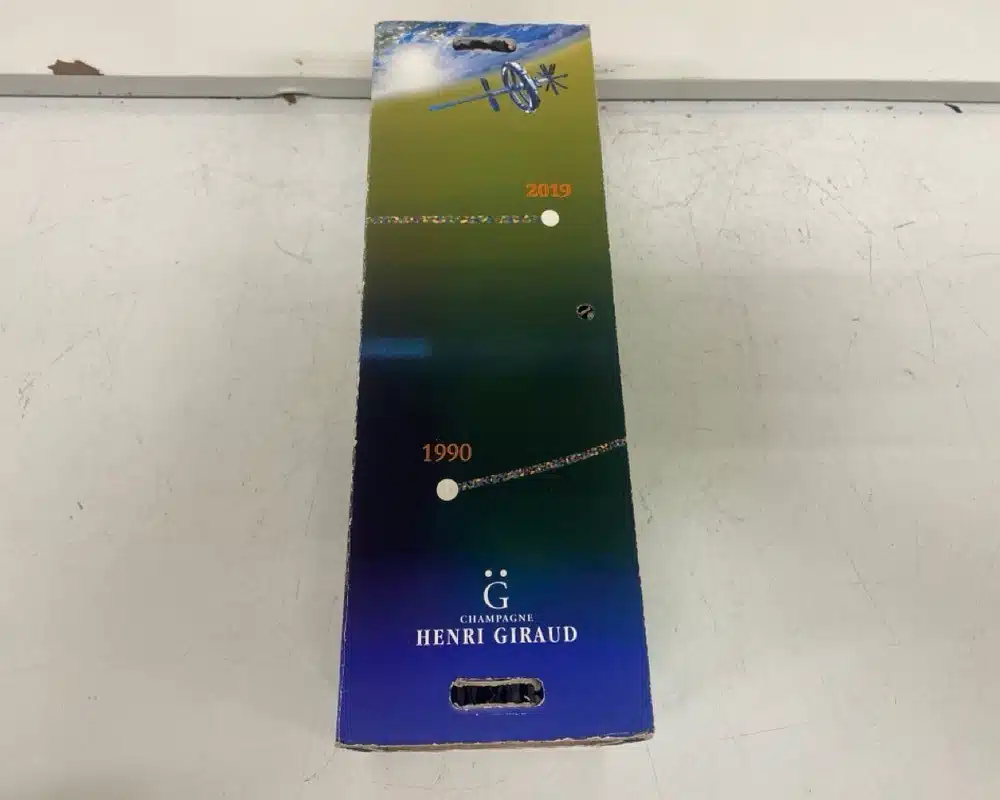 2019
1990
G̈
CHAMPAGNE
HENRI GIRAUD